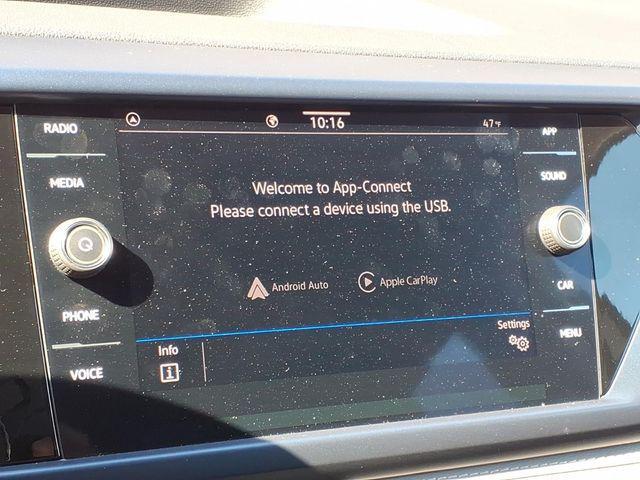 RADIO
MEDIA
PHONE
VOICE
10:16
47°F
Welcome to App-Connect
Please connect a device using the USB.
Android Auto
Apple CarPlay
Info
Settings
APP
SOUND
CAR
MENU